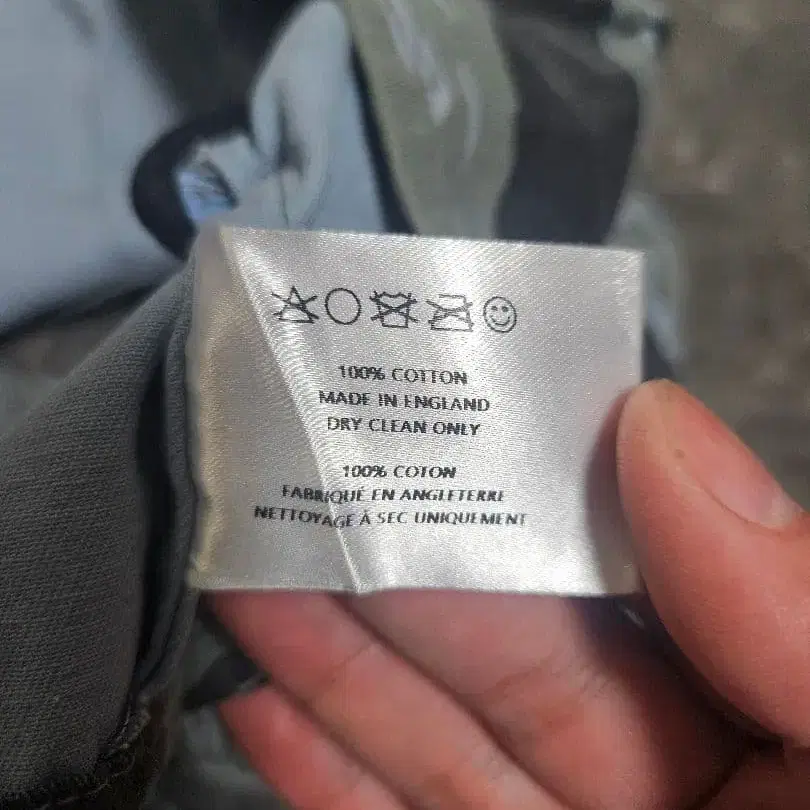 100% COTTON
MADE IN ENGLAND
DRY CLEAN ONLY
100% COTON
FABRIQUÉ EN ANGLETERRE
NETTOYAGE À SEC UNIQUEMENT